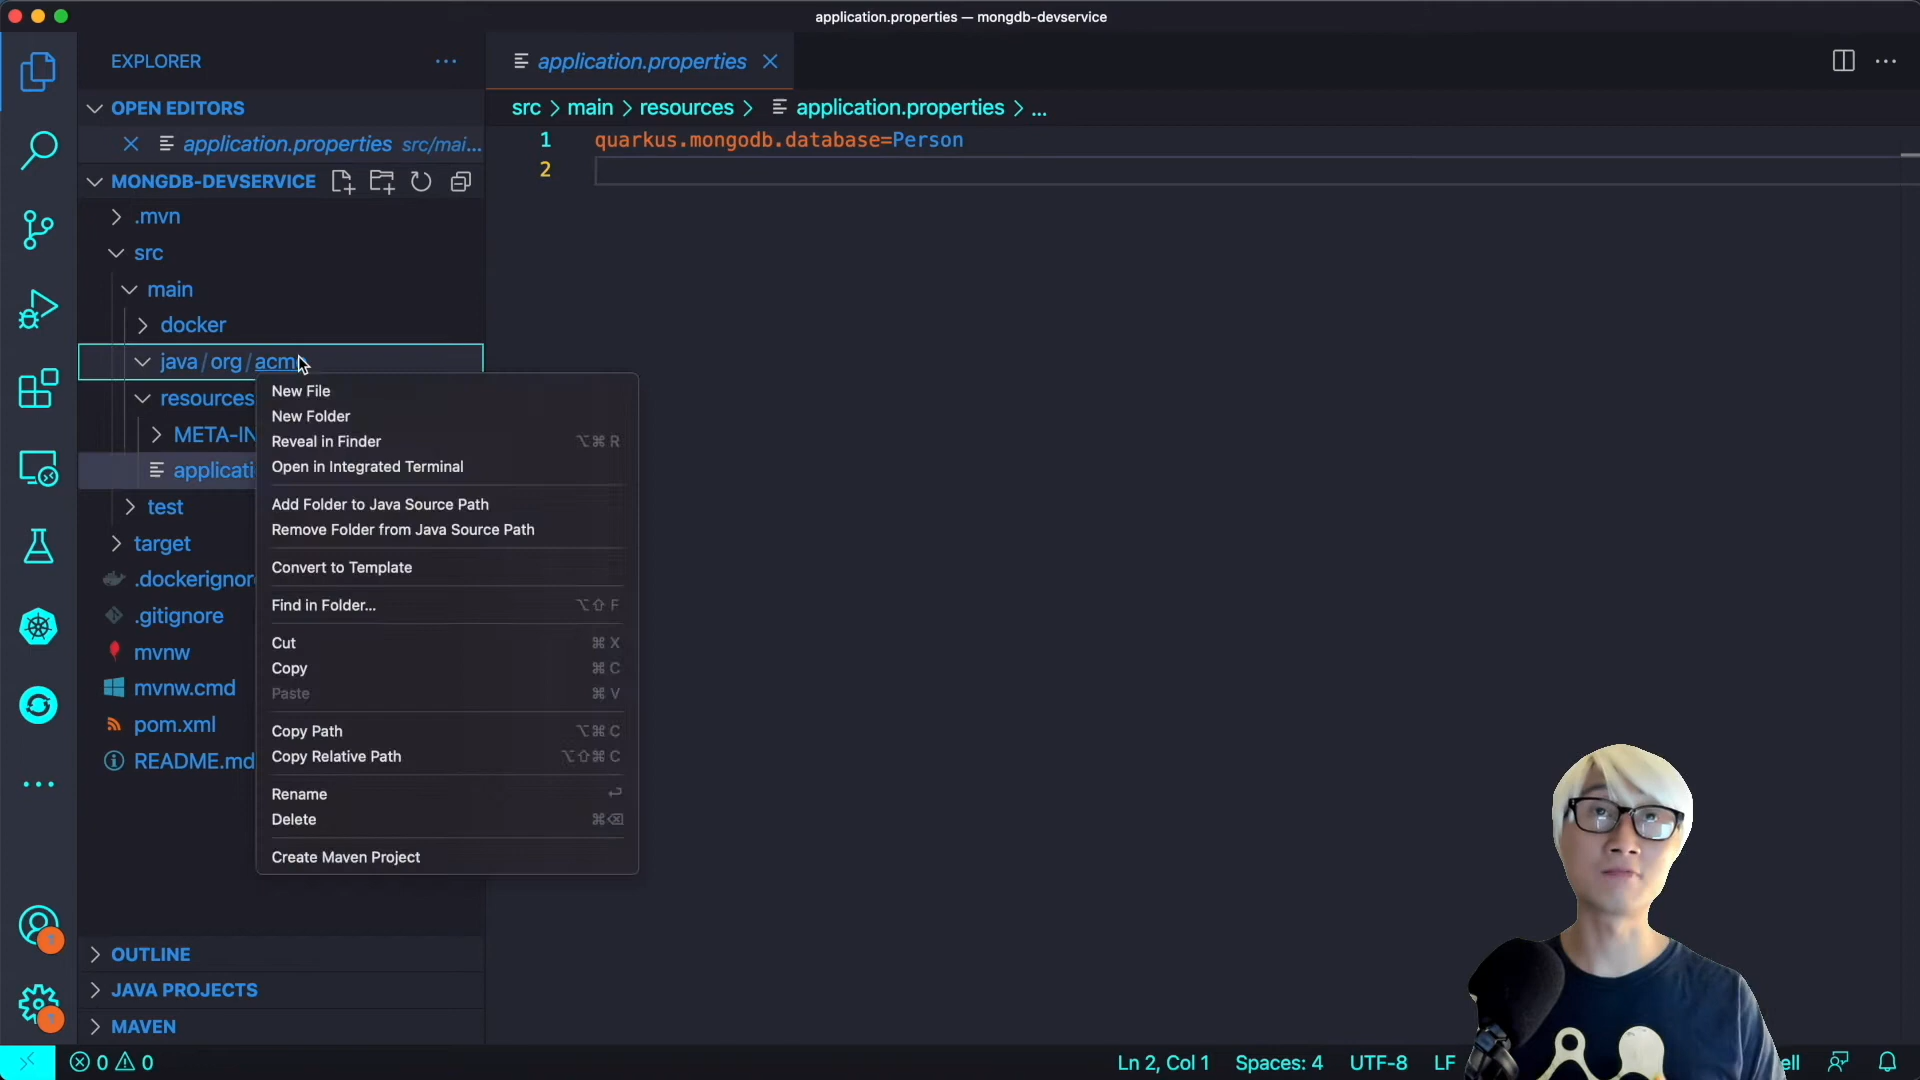 application.properties — mongdb-devservice
EXPLORER
application.properties
OPEN EDITORS
application.properties src/mai...
src > main > resources > application.properties > ...
1 quarkus.mongodb.database=Person
2
MONGDB-DEVSERVICE
.mvn
src
main
docker
java / org /
resources
META-IN
applicati
test
target
.dockerignore
.gitignore
mvnw
mvnw.cmd
pom.xml
README.md
New File
New Folder
Reveal in Finder ⌥⌘ R
Open in Integrated Terminal
Add Folder to Java Source Path
Remove Folder from Java Source Path
Convert to Template
Find in Folder... ⌥⇧ F
Cut ⌘ X
Copy ⌘ C
Paste ⌘ V
Copy Path ⌥⌘ C
Copy Relative Path ⌥⇧⌘ C
Rename ↩
Delete ⌘⌫
Create Maven Project
OUTLINE
JAVA PROJECTS
MAVEN
0 0
Ln 2, Col 1 Spaces: 4 UTF-8 LF ell